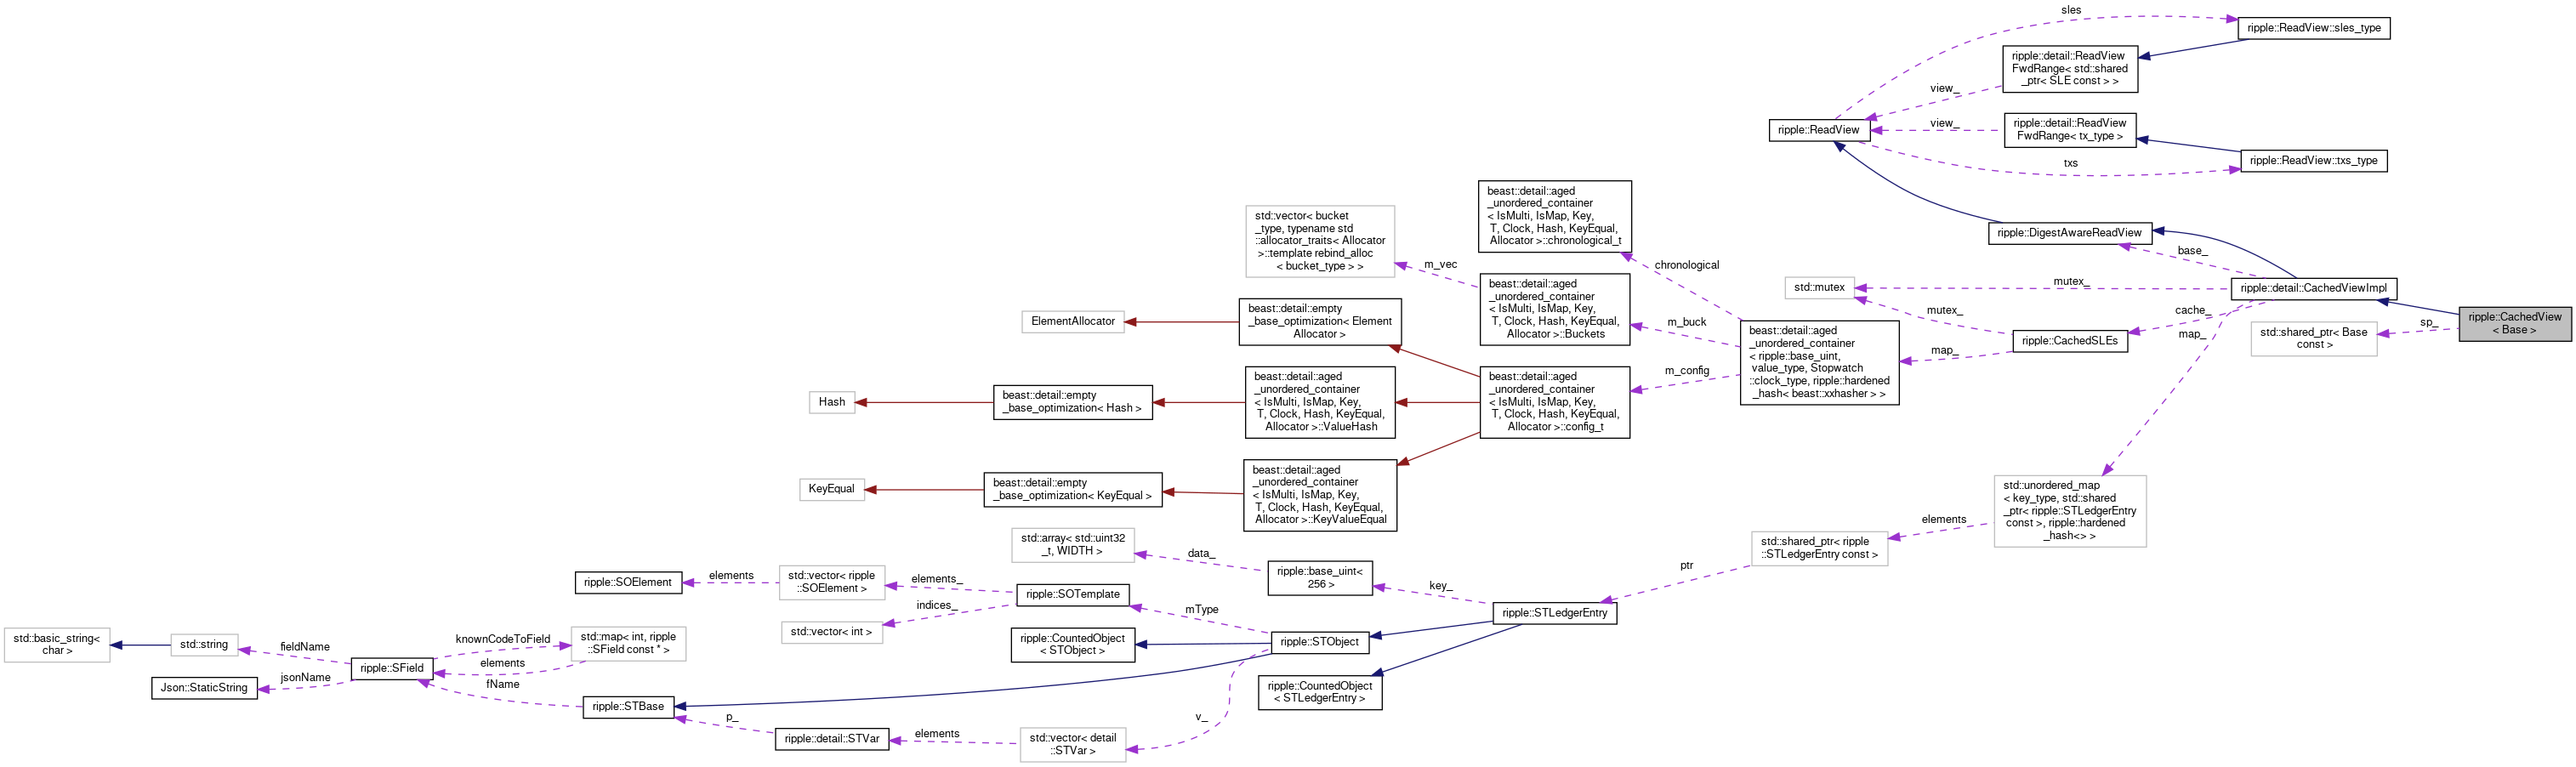 sles
ripple::ReadView::sles_type
ripple::detail::ReadView
FwdRange< std::shared
_ptr< SLE const > >
view_
ripple::ReadView
view_
ripple::detail::ReadView
FwdRange< tx_type >
txs
ripple::ReadView::txs_type
beast::detail::aged
_unordered_container
< IsMulti, IsMap, Key,
T, Clock, Hash, KeyEqual,
Allocator >::chronological_t
std::vector< bucket
_type, typename std
::allocator_traits< Allocator
>::template rebind_alloc
< bucket_type > >
ripple::DigestAwareReadView
base_
m_vec
chronological
beast::detail::aged
_unordered_container
< IsMulti, IsMap, Key,
T, Clock, Hash, KeyEqual,
Allocator >::Buckets
std::mutex
mutex_
ripple::detail::CachedViewImpl
ElementAllocator
beast::detail::empty
_base_optimization< Element
Allocator >
m_buck
mutex_
cache_
map_
ripple::CachedView
< Base >
sp_
std::shared_ptr< Base
const >
beast::detail::aged
_unordered_container
< ripple::base_uint,
value_type, Stopwatch
::clock_type, ripple::hardened
_hash< beast::xxhasher > >
map_
ripple::CachedSLEs
m_config
Hash
beast::detail::empty
_base_optimization< Hash >
beast::detail::aged
_unordered_container
< IsMulti, IsMap, Key,
T, Clock, Hash, KeyEqual,
Allocator >::ValueHash
beast::detail::aged
_unordered_container
< IsMulti, IsMap, Key,
T, Clock, Hash, KeyEqual,
Allocator >::config_t
KeyEqual
beast::detail::empty
_base_optimization< KeyEqual >
beast::detail::aged
_unordered_container
< IsMulti, IsMap, Key,
T, Clock, Hash, KeyEqual,
Allocator >::KeyValueEqual
std::unordered_map
< key_type, std::shared
_ptr< ripple::STLedgerEntry
const >, ripple::hardened
_hash<> >
elements
std::shared_ptr< ripple
::STLedgerEntry const >
ptr
std::array< std::uint32
_t, WIDTH >
data_
ripple::base_uint<
256 >
key_
ripple::STLedgerEntry
ripple::SOElement
elements
std::vector< ripple
::SOElement >
elements_
indices_
ripple::SOTemplate
mType
std::vector< int >
ripple::CountedObject
< STObject >
ripple::STObject
ripple::CountedObject
< STLedgerEntry >
std::basic_string<
char >
std::string
fieldName
knownCodeToField
std::map< int, ripple
::SField const * >
elements
ripple::SField
jsonName
Json::StaticString
fName
ripple::STBase
p_
ripple::detail::STVar
elements
std::vector< detail
::STVar >
v_